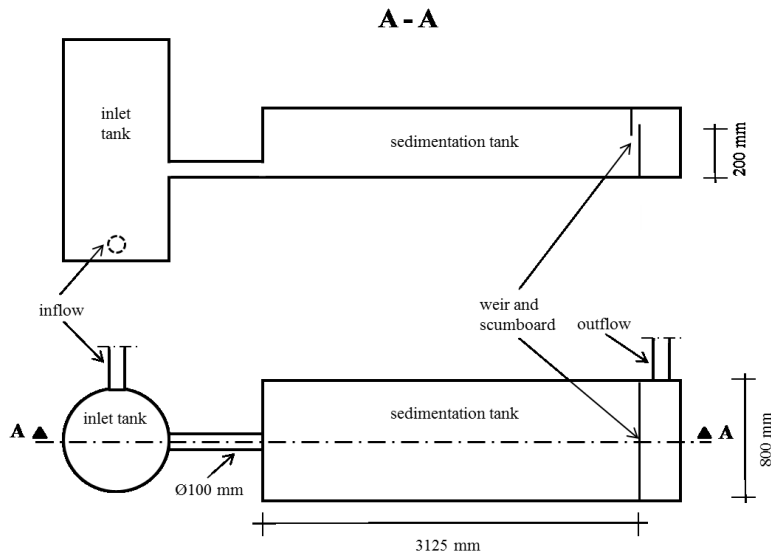 A - A
inlet
tank
sedimentation tank
200 mm
inflow
weir and
scumboard
outflow
inlet tank
sedimentation tank
A
A
Ø100 mm
800 mm
3125 mm